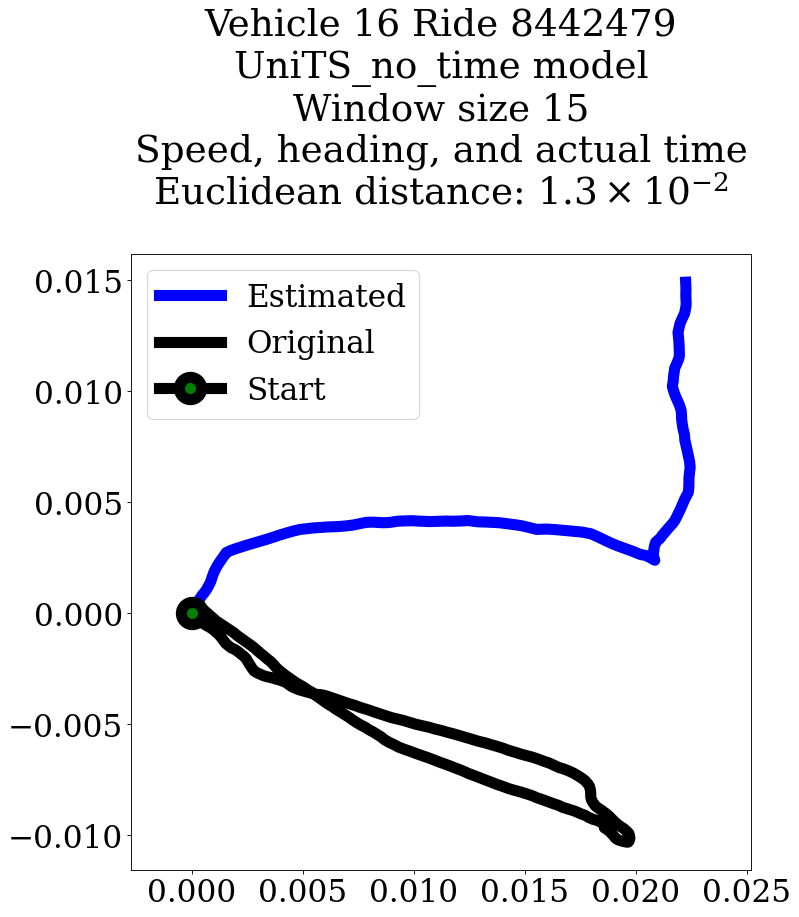 Vehicle 16 Ride 8442479
UniTS_no_time model
Window size 15
Speed, heading, and actual time
Euclidean distance: 1.3 × 10⁻²
0.015
0.010
0.005
0.000
−0.005
−0.010
Estimated
Original
Start
0.000 0.005 0.010 0.015 0.020 0.025